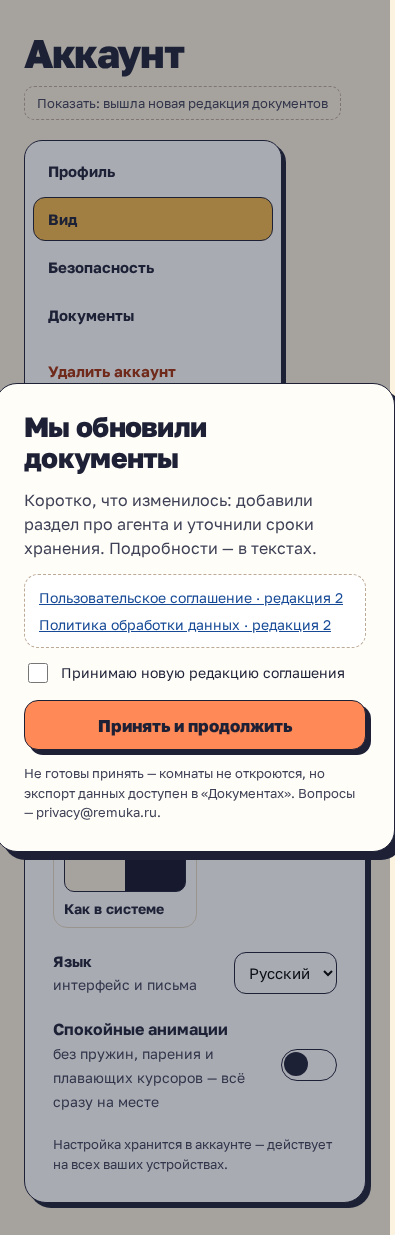 Аккаунт
Показать: вышла новая редакция документов
Профиль
Вид
Безопасность
Документы
Удалить аккаунт
Мы обновили
документы
Коротко, что изменилось: добавили
раздел про агента и уточнили сроки
хранения. Подробности — в текстах.
Пользовательское соглашение · редакция 2
Политика обработки данных · редакция 2
Принимаю новую редакцию соглашения
Принять и продолжить
Не готовы принять — комнаты не откроются, но
экспорт данных доступен в «Документах». Вопросы
— privacy@remuka.ru.
Как в системе
Язык
интерфейс и письма
Русский
Спокойные анимации
без пружин, парения и
плавающих курсоров — всё
сразу на месте
Настройка хранится в аккаунте — действует
на всех ваших устройствах.